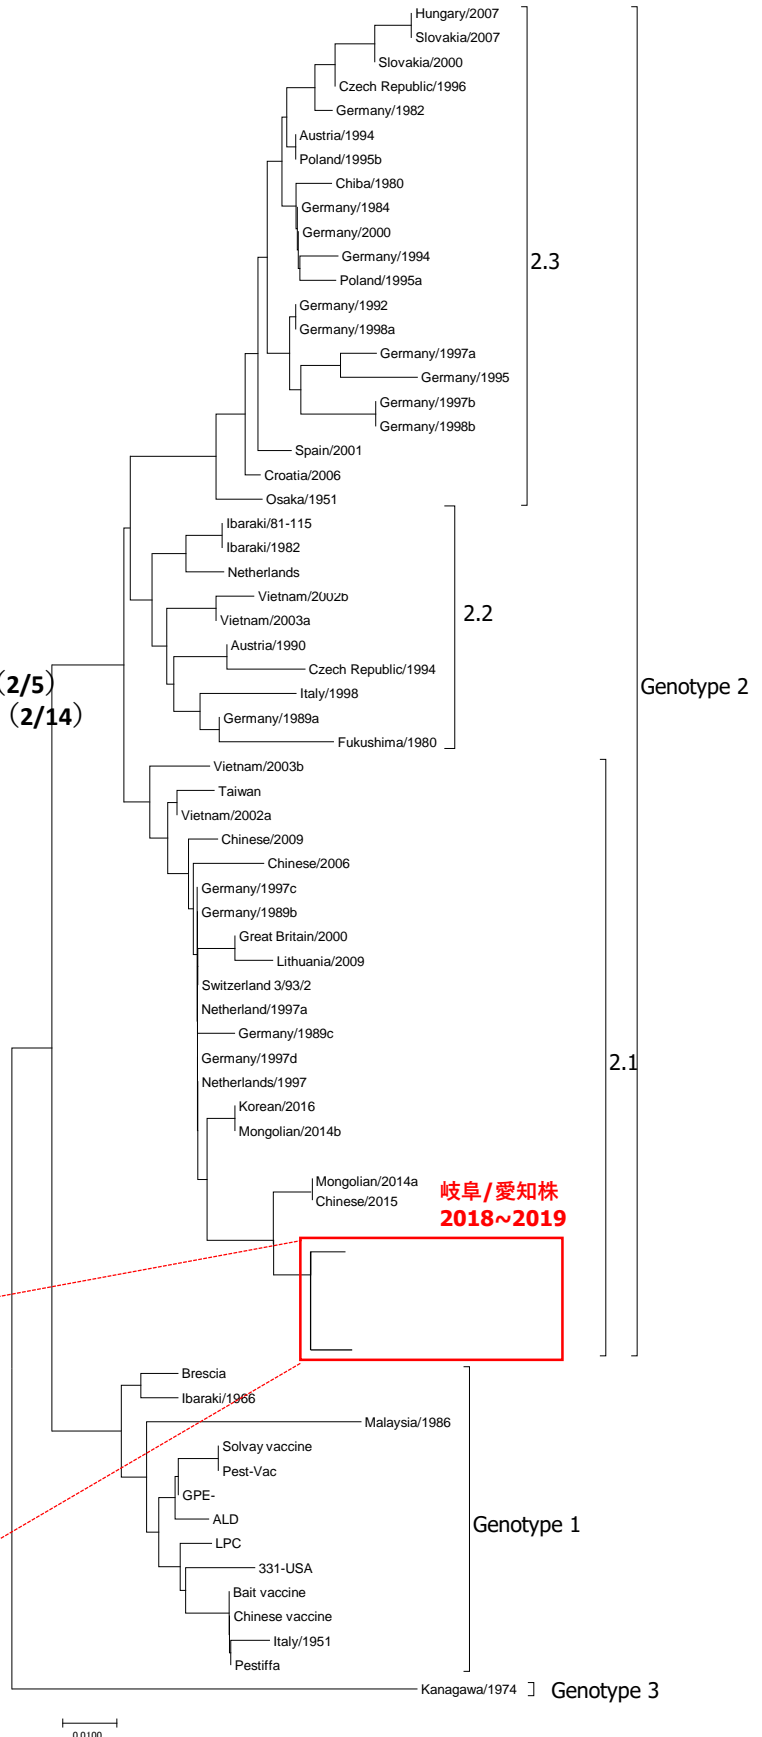 Hungary/2007
Slovakia/2007
Slovakia/2000
Czech Republic/1996
Germany/1982
Austria/1994
Poland/1995b
Chiba/1980
Germany/1984
Germany/2000
Germany/1994
2.3
Poland/1995a
Germany/1992
Germany/1998a
Germany/1997a
Germany/1995
Germany/1997b
Germany/1998b
Spain/2001
Croatia/2006
Osaka/1951
Ibaraki/81-115
Ibaraki/1982
Netherlands
Vietnam/2002b
2.2
Vietnam/2003a
Austria/1990
Czech Republic/1994
(2/5)
Genotype 2
Italy/1998
(2/14)
Germany/1989a
Fukushima/1980
Vietnam/2003b
Taiwan
Vietnam/2002a
Chinese/2009
Chinese/2006
Germany/1997c
Germany/1989b
Great Britain/2000
Lithuania/2009
Switzerland 3/93/2
Netherland/1997a
Germany/1989c
Germany/1997d
2.1
Netherlands/1997
Korean/2016
Mongolian/2014b
Mongolian/2014a
岐阜/愛知株
Chinese/2015
2018~2019
Brescia
Ibaraki/1966
Malaysia/1986
Solvay vaccine
Pest-Vac
GPE-
ALD
Genotype 1
LPC
331-USA
Bait vaccine
Chinese vaccine
Italy/1951
Pestiffa
Kanagawa/1974
Genotype 3
0.0100